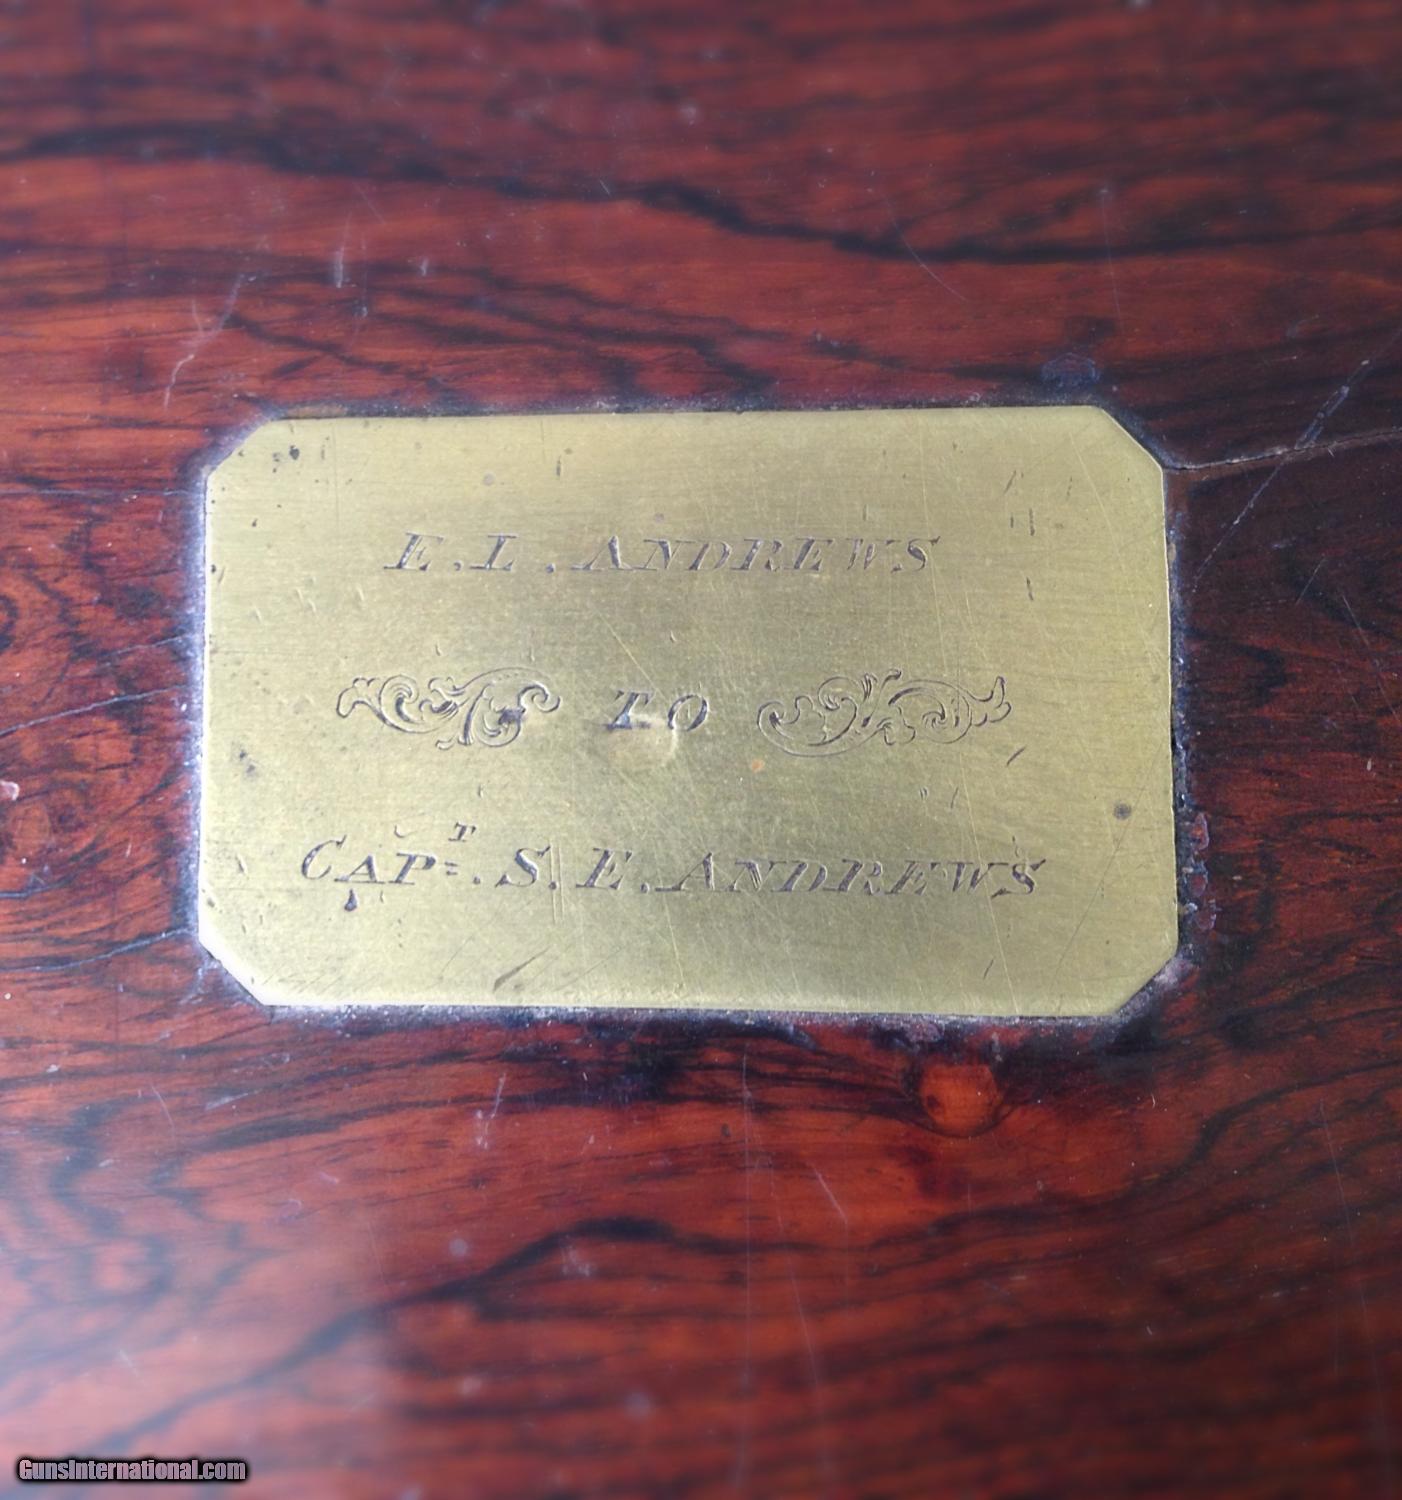 E. L. ANDREWS
TO
CAPᵀ. S. E. ANDREWS
GunsInternational.com